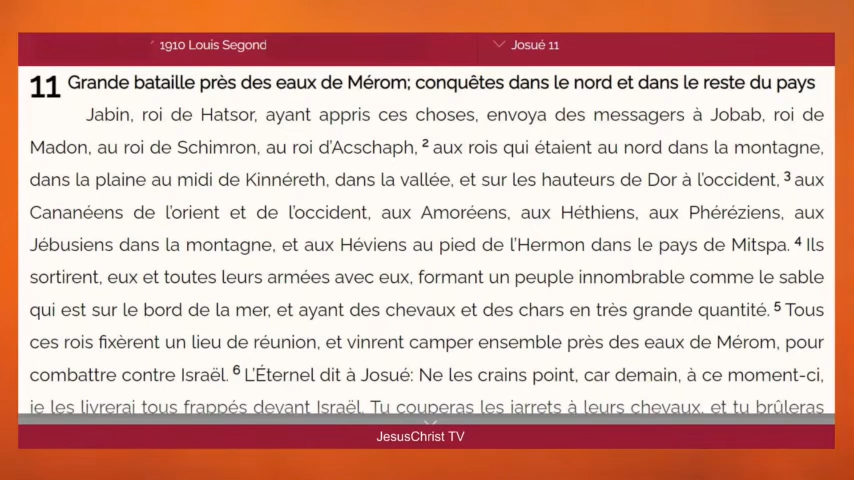 1910 Louis Segond
Josué 11
11 Grande bataille près des eaux de Mérom; conquêtes dans le nord et dans le reste du pays
Jabin, roi de Hatsor, ayant appris ces choses, envoya des messagers à Jobab, roi de
Madon, au roi de Schimron, au roi d’Acschaph, 2 aux rois qui étaient au nord dans la montagne,
dans la plaine au midi de Kinnéreth, dans la vallée, et sur les hauteurs de Dor à l’occident, 3 aux
Cananéens de l’orient et de l’occident, aux Amoréens, aux Héthiens, aux Phéréziens, aux
Jébusiens dans la montagne, et aux Héviens au pied de l’Hermon dans le pays de Mitspa. 4 Ils
sortirent, eux et toutes leurs armées avec eux, formant un peuple innombrable comme le sable
qui est sur le bord de la mer, et ayant des chevaux et des chars en très grande quantité. 5 Tous
ces rois fixèrent un lieu de réunion, et vinrent camper ensemble près des eaux de Mérom, pour
combattre contre Israël. 6 L’Éternel dit à Josué: Ne les crains point, car demain, à ce moment-ci,
je les livrerai tous frappés devant Israël. Tu couperas les jarrets à leurs chevaux, et tu brûleras
JesusChrist TV